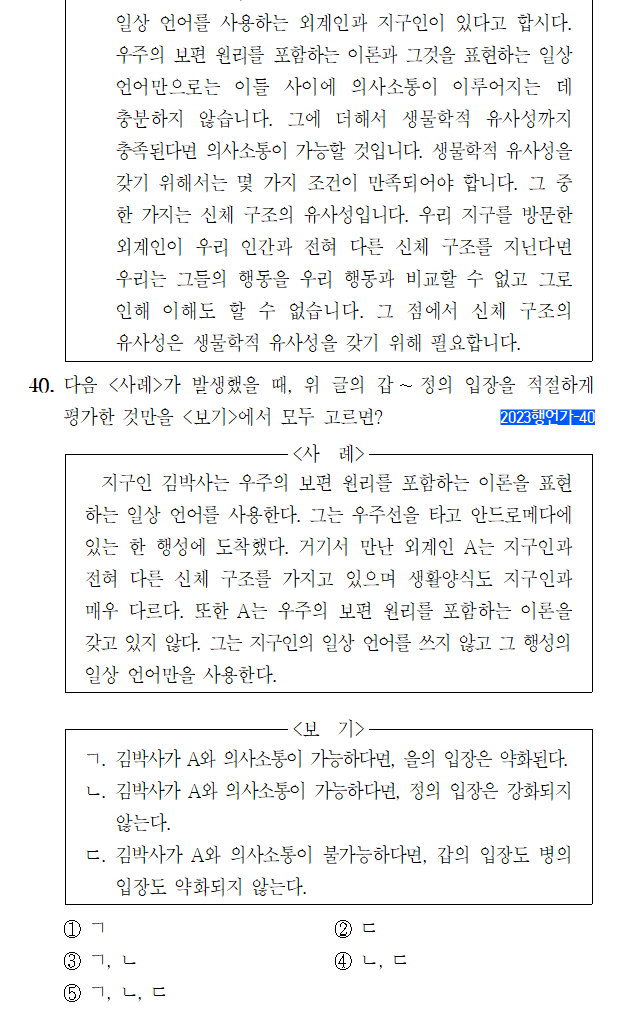 일상 언어를 사용하는 외계인과 지구인이 있다고 합시다.
우주의 보편 원리를 포함하는 이론과 그것을 표현하는 일상
언어만으로는 이들 사이에 의사소통이 이루어지는 데
충분하지 않습니다. 그에 더해서 생물학적 유사성까지
충족된다면 의사소통이 가능할 것입니다. 생물학적 유사성을
갖기 위해서는 몇 가지 조건이 만족되어야 합니다. 그 중
한 가지는 신체 구조의 유사성입니다. 우리 지구를 방문한
외계인이 우리 인간과 전혀 다른 신체 구조를 지닌다면
우리는 그들의 행동을 우리 행동과 비교할 수 없고 그로
인해 이해도 할 수 없습니다. 그 점에서 신체 구조의
유사성은 생물학적 유사성을 갖기 위해 필요합니다.
40. 다음 <사례>가 발생했을 때, 위 글의 갑～정의 입장을 적절하게
평가한 것만을 <보기>에서 모두 고르면? 2023행언가-40
<사 례>
지구인 김박사는 우주의 보편 원리를 포함하는 이론을 표현
하는 일상 언어를 사용한다. 그는 우주선을 타고 안드로메다에
있는 한 행성에 도착했다. 거기서 만난 외계인 A는 지구인과
전혀 다른 신체 구조를 가지고 있으며 생활양식도 지구인과
매우 다르다. 또한 A는 우주의 보편 원리를 포함하는 이론을
갖고 있지 않다. 그는 지구인의 일상 언어를 쓰지 않고 그 행성의
일상 언어만을 사용한다.
<보 기>
ㄱ. 김박사가 A와 의사소통이 가능하다면, 을의 입장은 약화된다.
ㄴ. 김박사가 A와 의사소통이 가능하다면, 정의 입장은 강화되지
않는다.
ㄷ. 김박사가 A와 의사소통이 불가능하다면, 갑의 입장도 병의
입장도 약화되지 않는다.
① ㄱ ② ㄷ
③ ㄱ, ㄴ ④ ㄴ, ㄷ
⑤ ㄱ, ㄴ, ㄷ